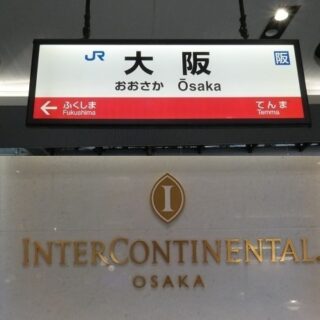 JR 大阪 阪
おおさか Ōsaka
← ふくしま てんま
Fukushima Temma
I
INTERCONTINENTAL.
OSAKA